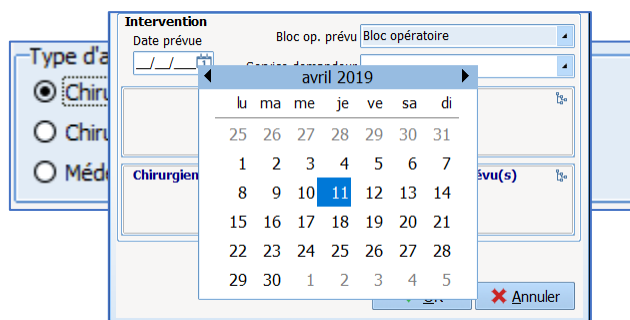 Intervention
Date prévue
Bloc op. prévu Bloc opératoire
Type d'a
__/__/___
Chiru
Chiru
Méd
Chirurgien
évu(s)
avril 2019
lu ma me je ve sa di
25 26 27 28 29 30 31
1 2 3 4 5 6 7
8 9 10 11 12 13 14
15 16 17 18 19 20 21
22 23 24 25 26 27 28
29 30 1 2 3 4 5
Annuler